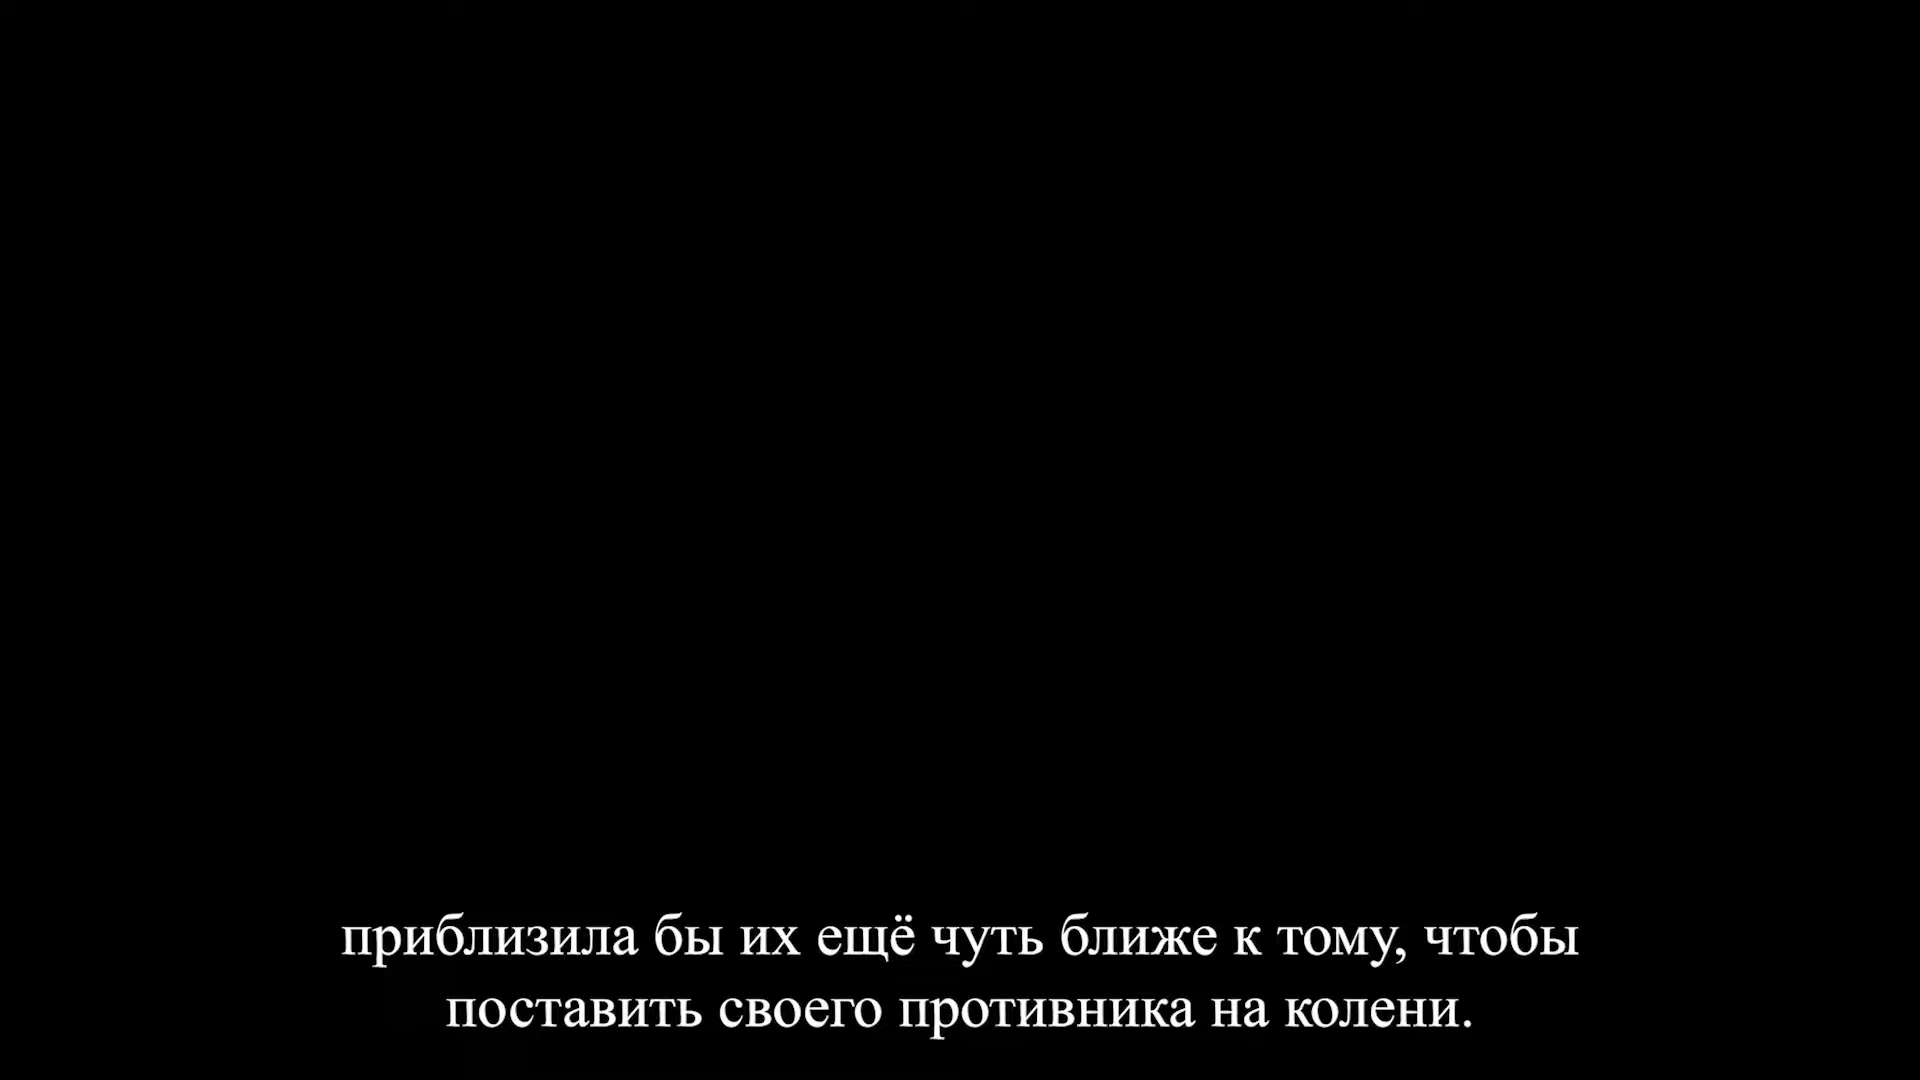 приблизила бы их ещё чуть ближе к тому, чтобы
поставить своего противника на колени.